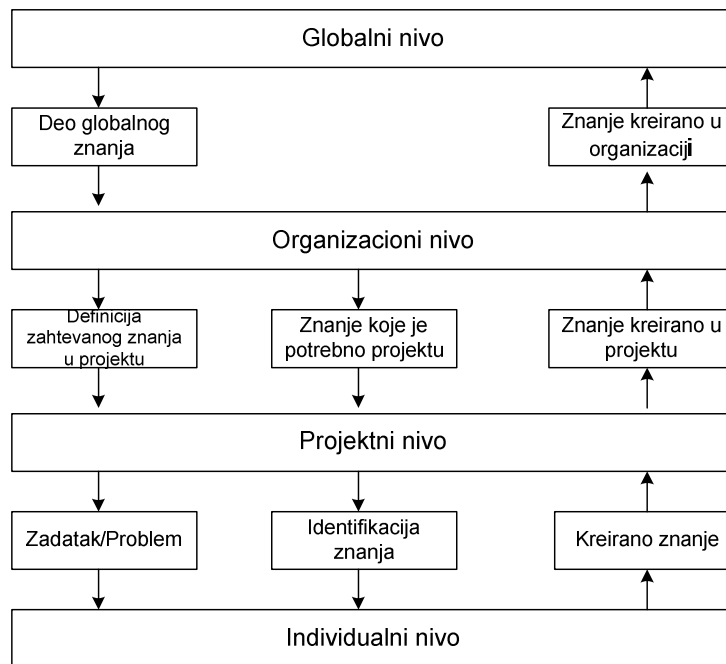 Globalni nivo
Deo globalnog
znanja
Znanje kreirano u
organizaciji
Organizacioni nivo
Definicija
zahtevanog znanja
u projektu
Znanje koje je
potrebno projektu
Znanje kreirano u
projektu
Projektni nivo
Zadatak/Problem
Identifikacija
znanja
Kreirano znanje
Individualni nivo